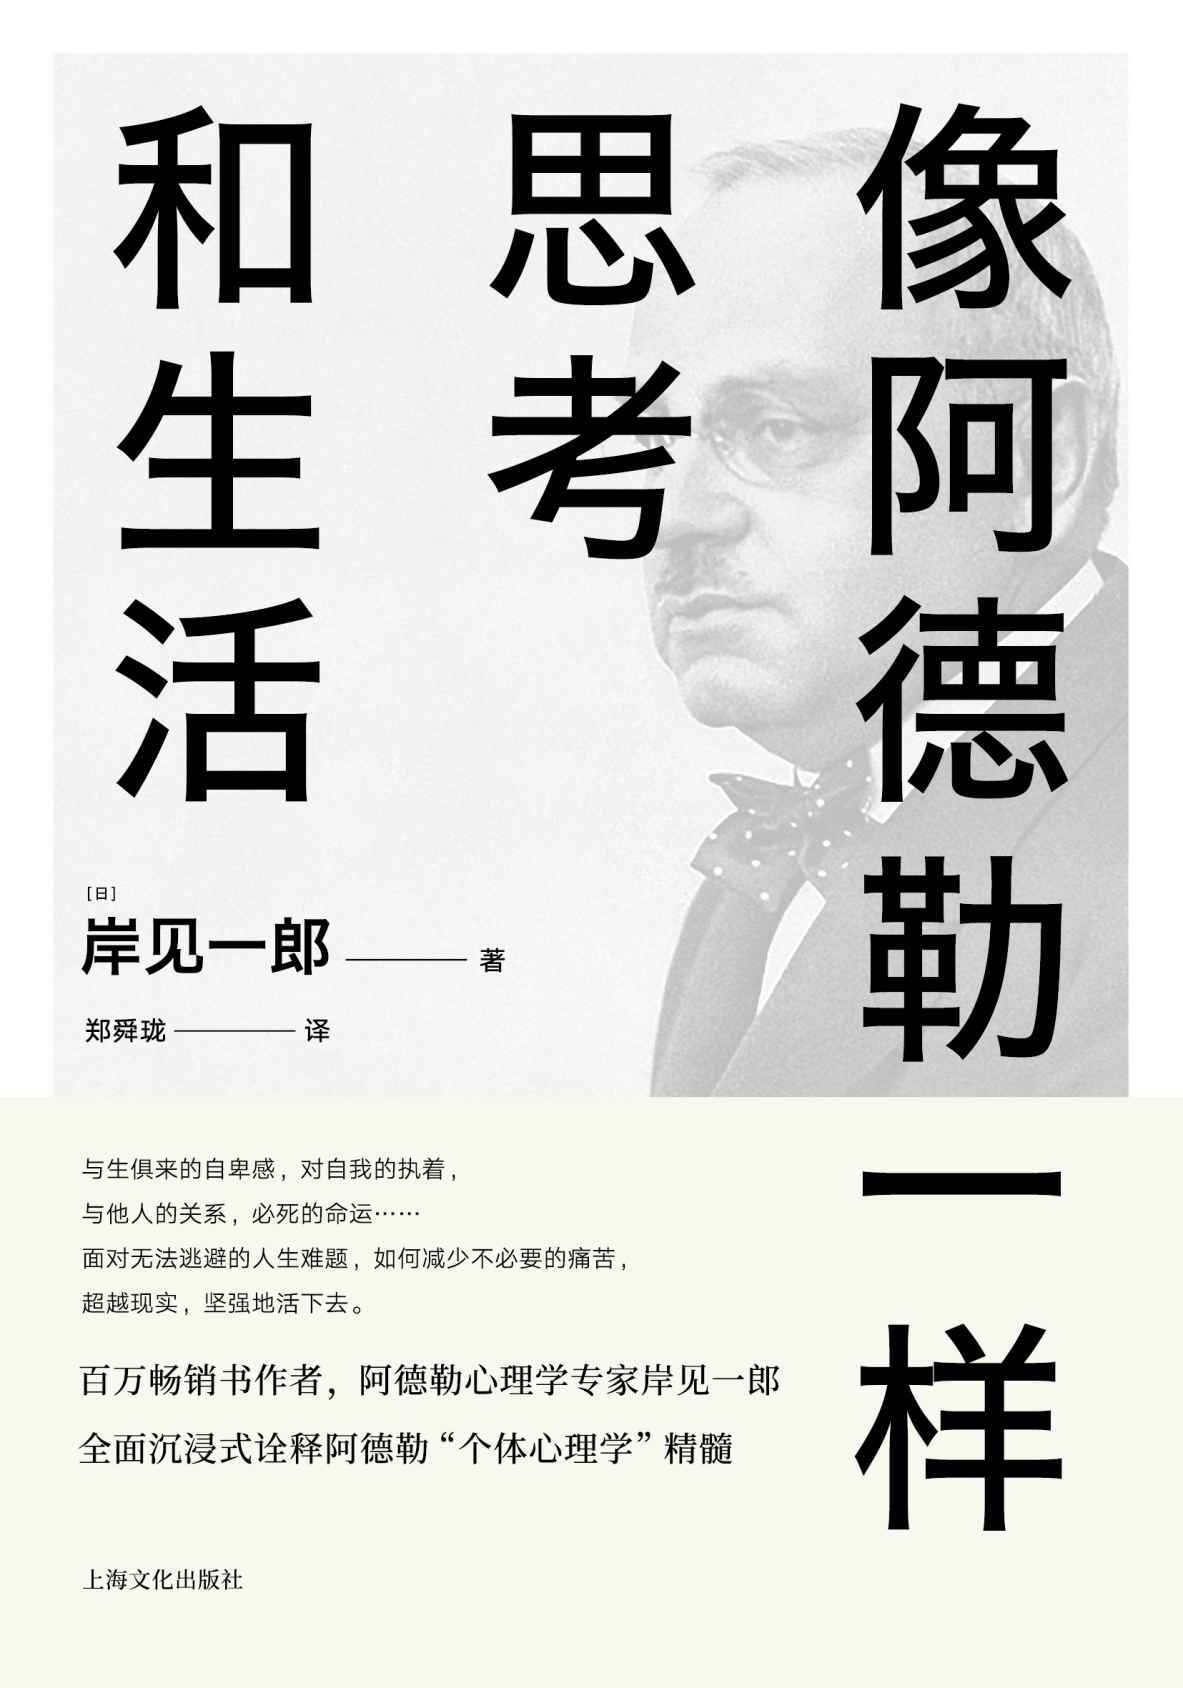 像阿德勒一样
思考
和生活
[日]
岸见一郎 著
郑舜珑 译
与生俱来的自卑感，对自我的执着，
与他人的关系，必死的命运……
面对无法逃避的人生难题，如何减少不必要的痛苦，
超越现实，坚强地活下去。
百万畅销书作者，阿德勒心理学专家岸见一郎
全面沉浸式诠释阿德勒“个体心理学”精髓
上海文化出版社